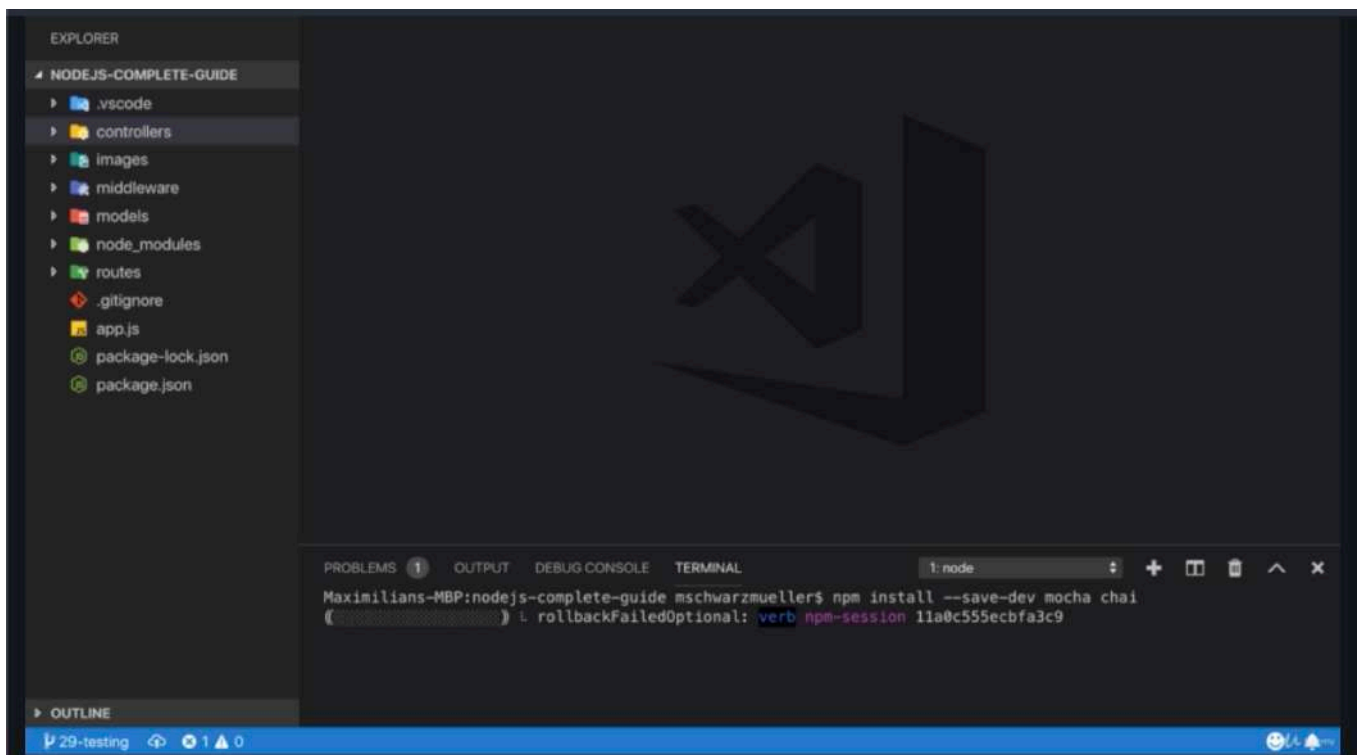 EXPLORER
NODEJS-COMPLETE-GUIDE
.vscode
controllers
images
middleware
models
node_modules
routes
.gitignore
app.js
package-lock.json
package.json
PROBLEMS 1 OUTPUT DEBUG CONSOLE TERMINAL 1: node
Maximilians-MBP:nodejs-complete-guide mschwarzmueller$ npm install --save-dev mocha chai
rollbackFailedOptional: verb npm-session 11a0c555ecbfa3c9
OUTLINE
29-testing 1 0